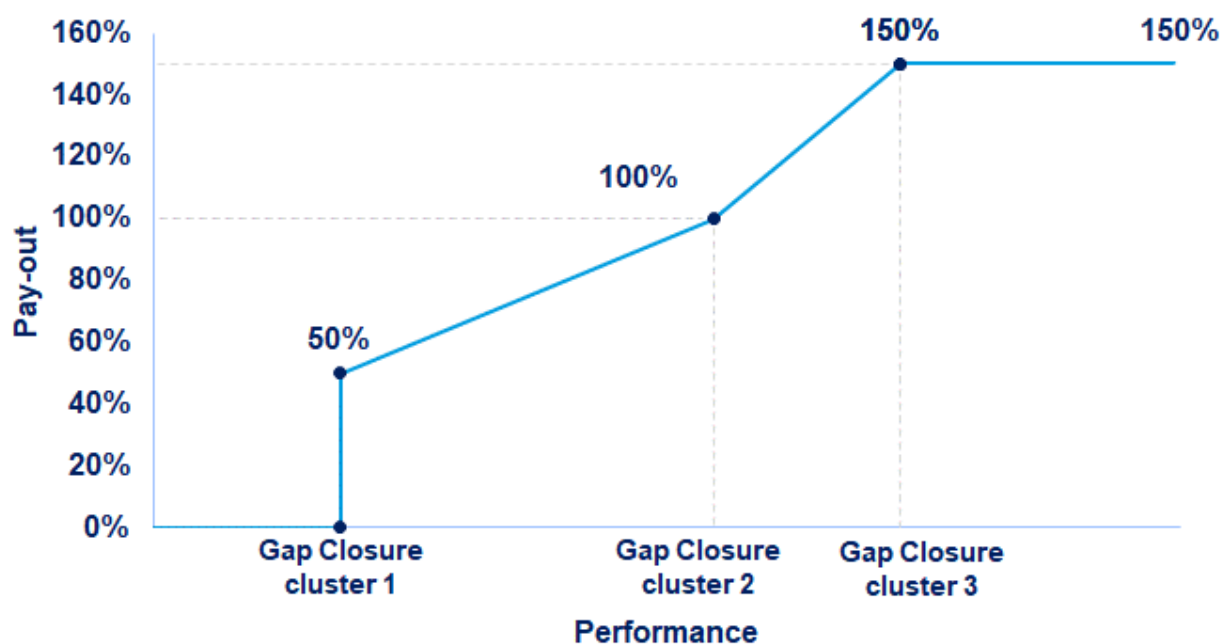 160%
150%
150%
140%
120%
100%
100%
80%
60%
50%
40%
20%
0%
Pay-out
Gap Closure
cluster 1
Gap Closure
cluster 2
Gap Closure
cluster 3
Performance